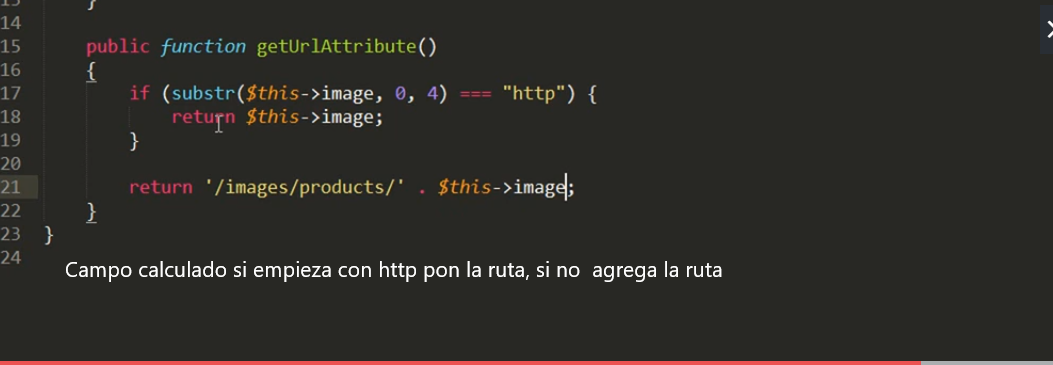 15 }
14
15 public function getUrlAttribute()
16 {
17 if (substr($this->image, 0, 4) === "http") {
18 return $this->image;
19 }
20
21 return '/images/products/' . $this->image;
22 }
23 }
24
Campo calculado si empieza con http pon la ruta, si no agrega la ruta